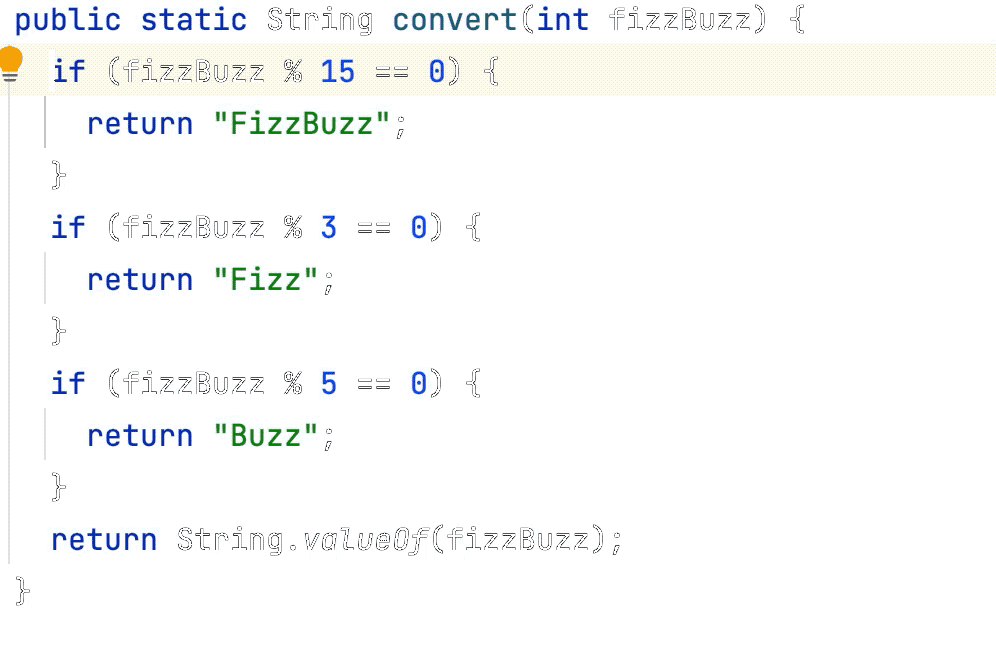 public static String convert(int fizzBuzz) {
  if (fizzBuzz % 15 == 0) {
    return "FizzBuzz";
  }
  if (fizzBuzz % 3 == 0) {
    return "Fizz";
  }
  if (fizzBuzz % 5 == 0) {
    return "Buzz";
  }
  return String.valueOf(fizzBuzz);
}